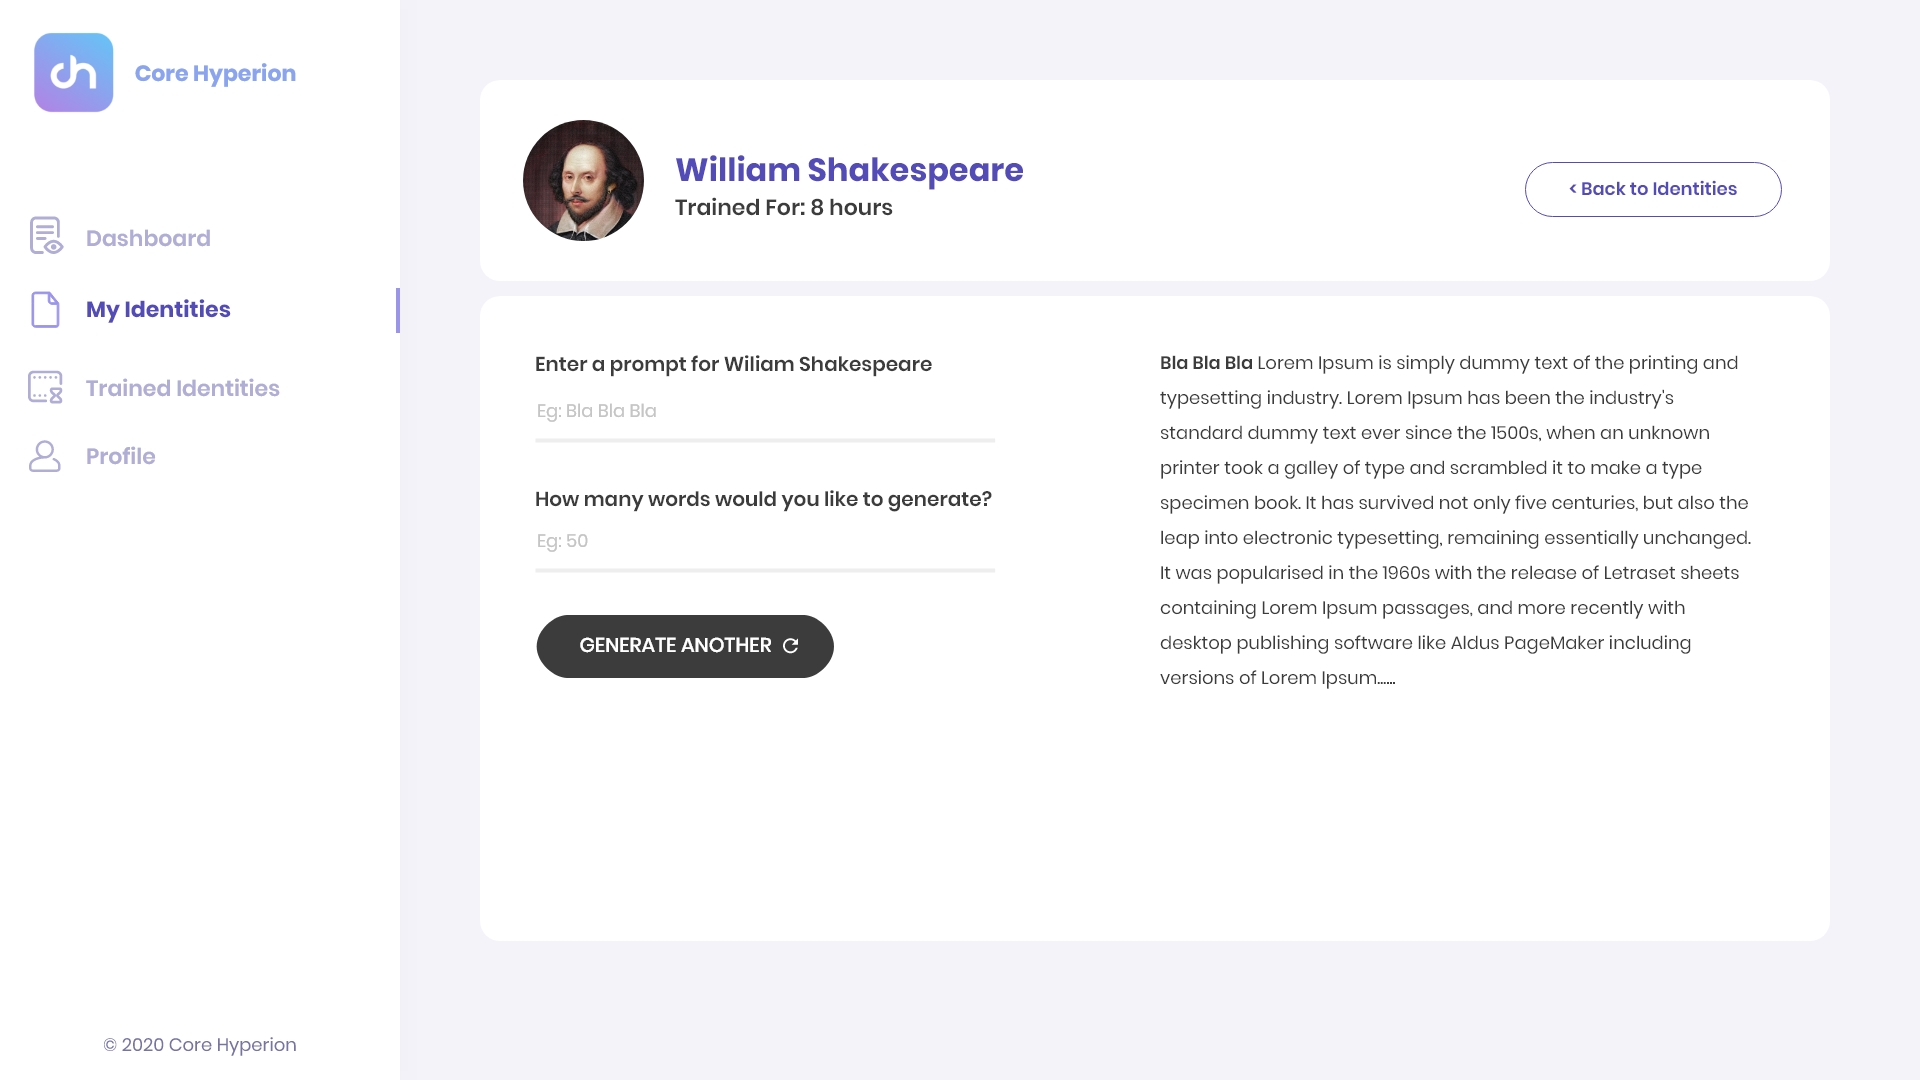 Core Hyperion
Dashboard
My Identities
Trained Identities
Profile
© 2020 Core Hyperion
William Shakespeare
Trained For: 8 hours
< Back to Identities
Enter a prompt for Wiliam Shakespeare
Eg: Bla Bla Bla
How many words would you like to generate?
Eg: 50
GENERATE ANOTHER
Bla Bla Bla Lorem Ipsum is simply dummy text of the printing and
typesetting industry. Lorem Ipsum has been the industry's
standard dummy text ever since the 1500s, when an unknown
printer took a galley of type and scrambled it to make a type
specimen book. It has survived not only five centuries, but also the
leap into electronic typesetting, remaining essentially unchanged.
It was popularised in the 1960s with the release of Letraset sheets
containing Lorem Ipsum passages, and more recently with
desktop publishing software like Aldus PageMaker including
versions of Lorem Ipsum......